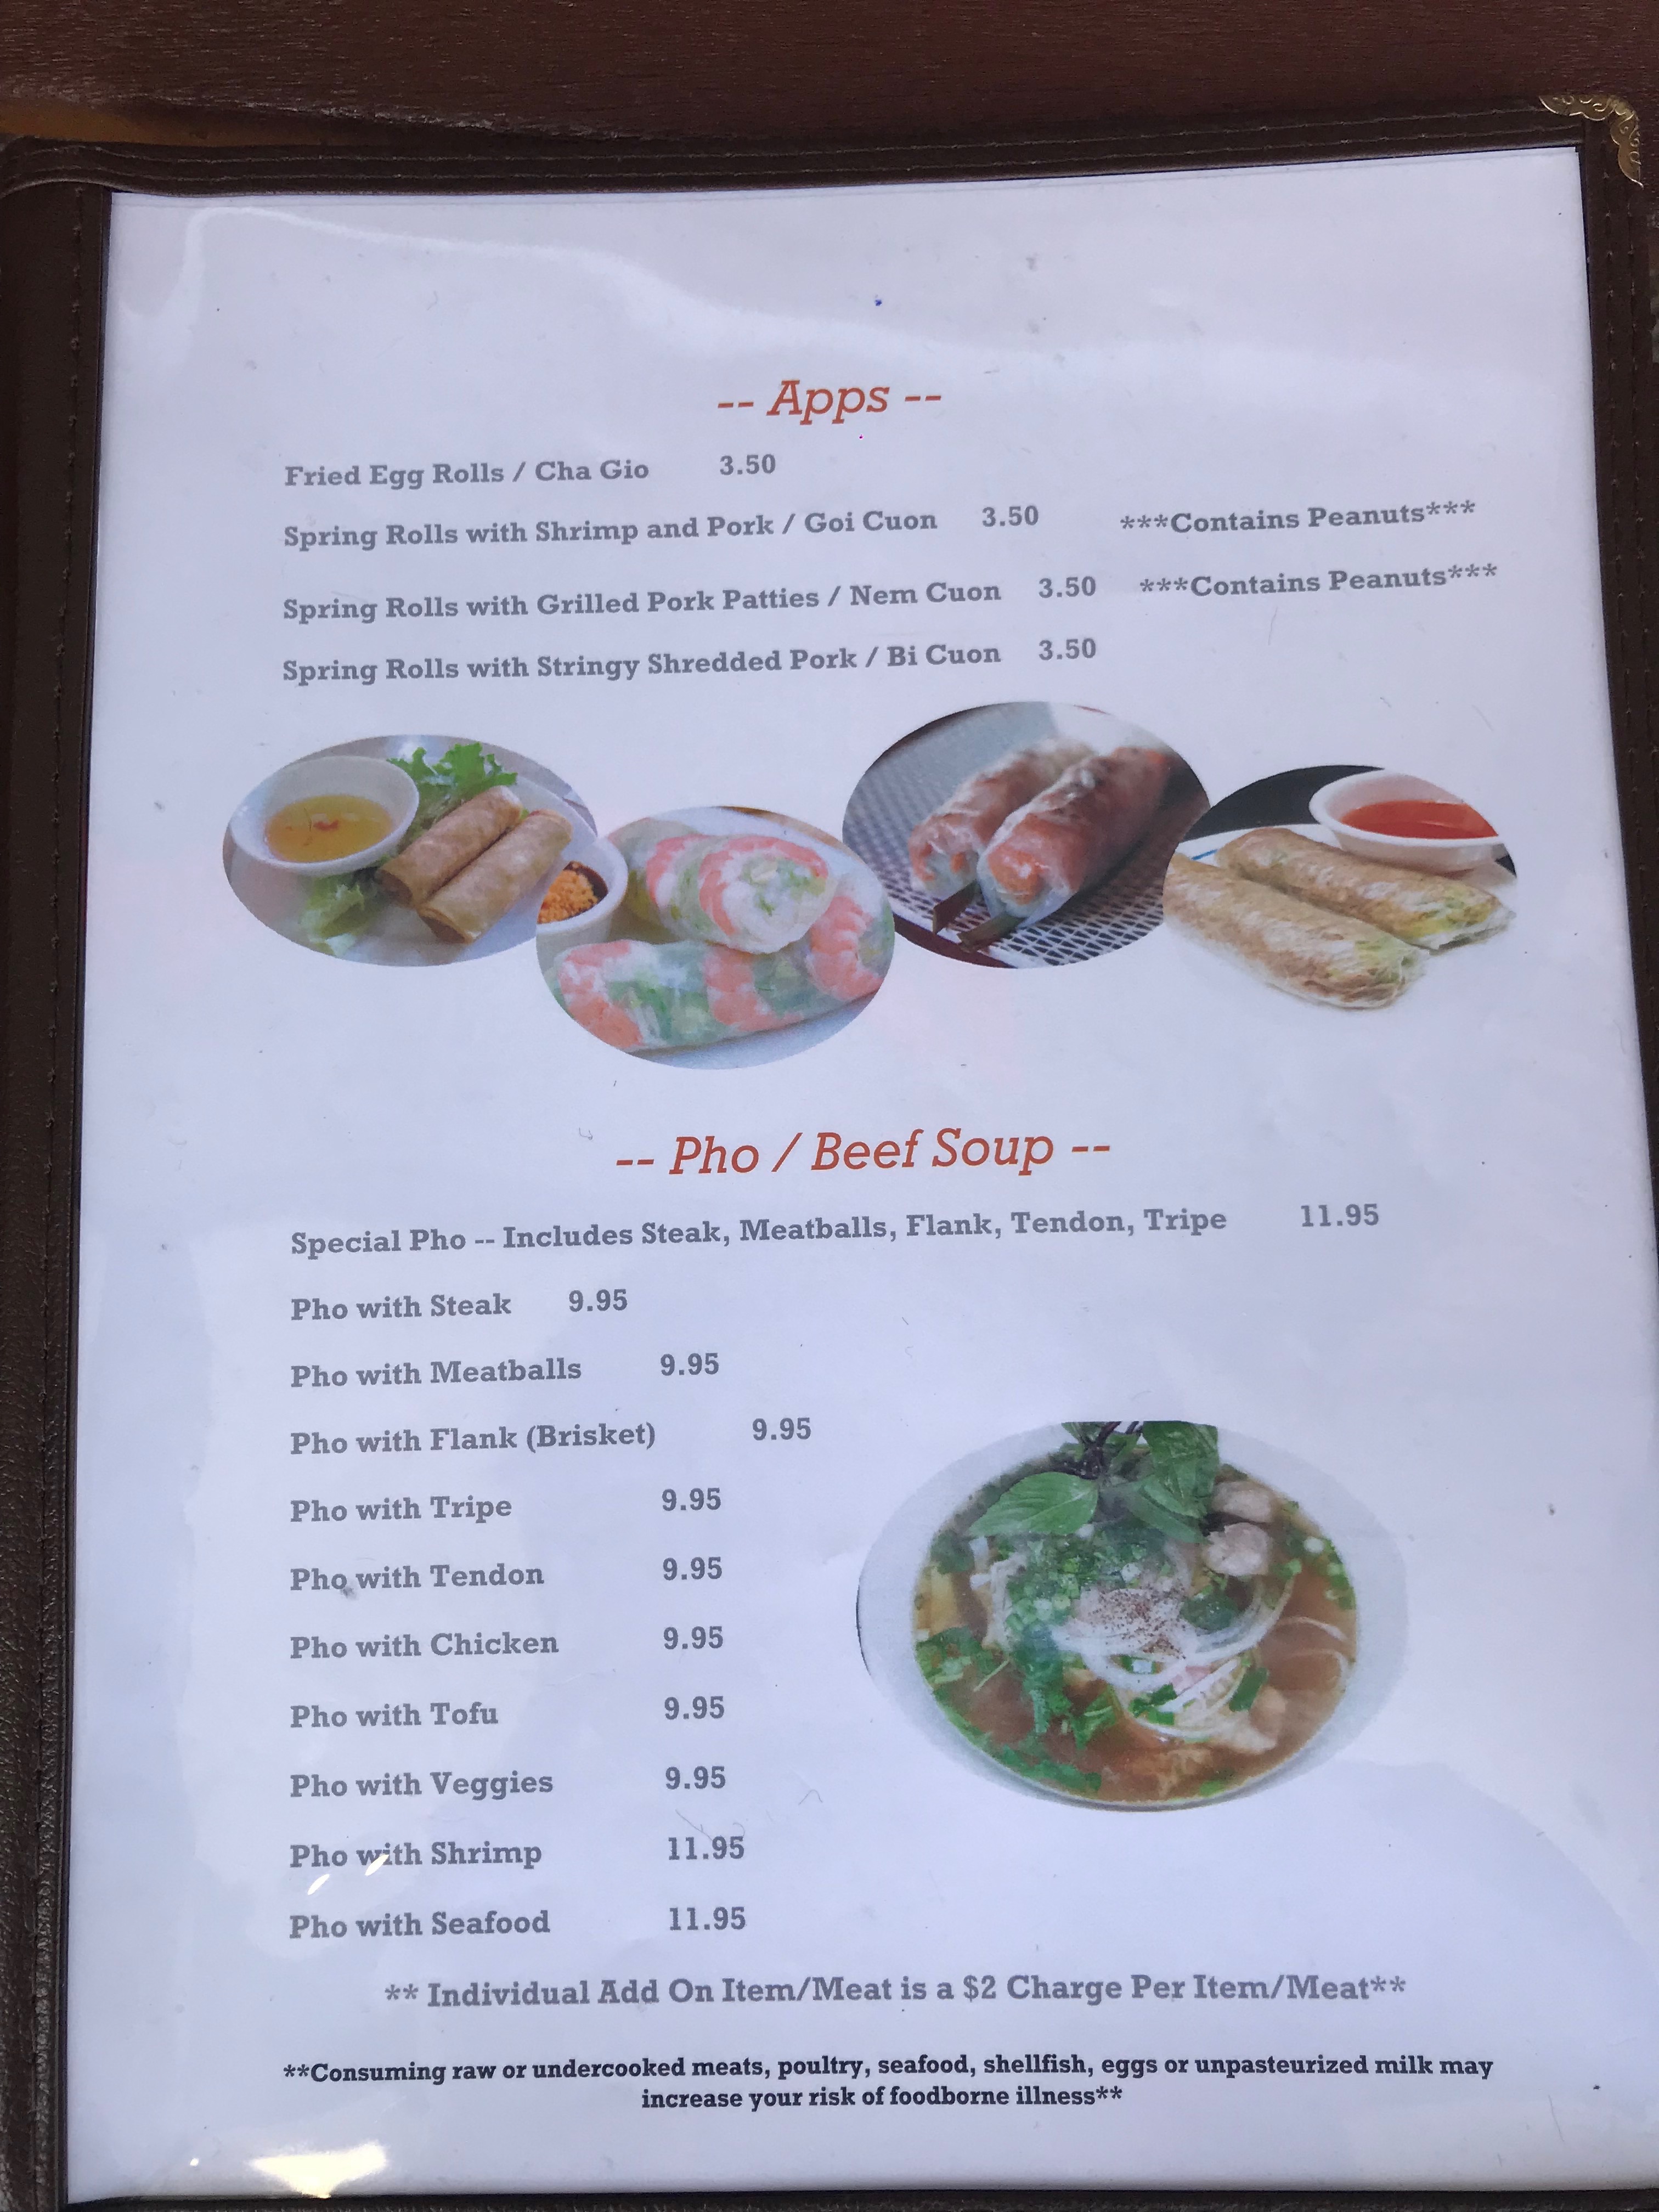 -- Apps --
Fried Egg Rolls / Cha Gio 3.50
Spring Rolls with Shrimp and Pork / Goi Cuon 3.50 ***Contains Peanuts***
Spring Rolls with Grilled Pork Patties / Nem Cuon 3.50 ***Contains Peanuts***
Spring Rolls with Stringy Shredded Pork / Bi Cuon 3.50
-- Pho / Beef Soup --
Special Pho -- Includes Steak, Meatballs, Flank, Tendon, Tripe 11.95
Pho with Steak 9.95
Pho with Meatballs 9.95
Pho with Flank (Brisket) 9.95
Pho with Tripe 9.95
Pho with Tendon 9.95
Pho with Chicken 9.95
Pho with Tofu 9.95
Pho with Veggies 9.95
Pho with Shrimp 11.95
Pho with Seafood 11.95
** Individual Add On Item/Meat is a $2 Charge Per Item/Meat**
**Consuming raw or undercooked meats, poultry, seafood, shellfish, eggs or unpasteurized milk may
increase your risk of foodborne illness**